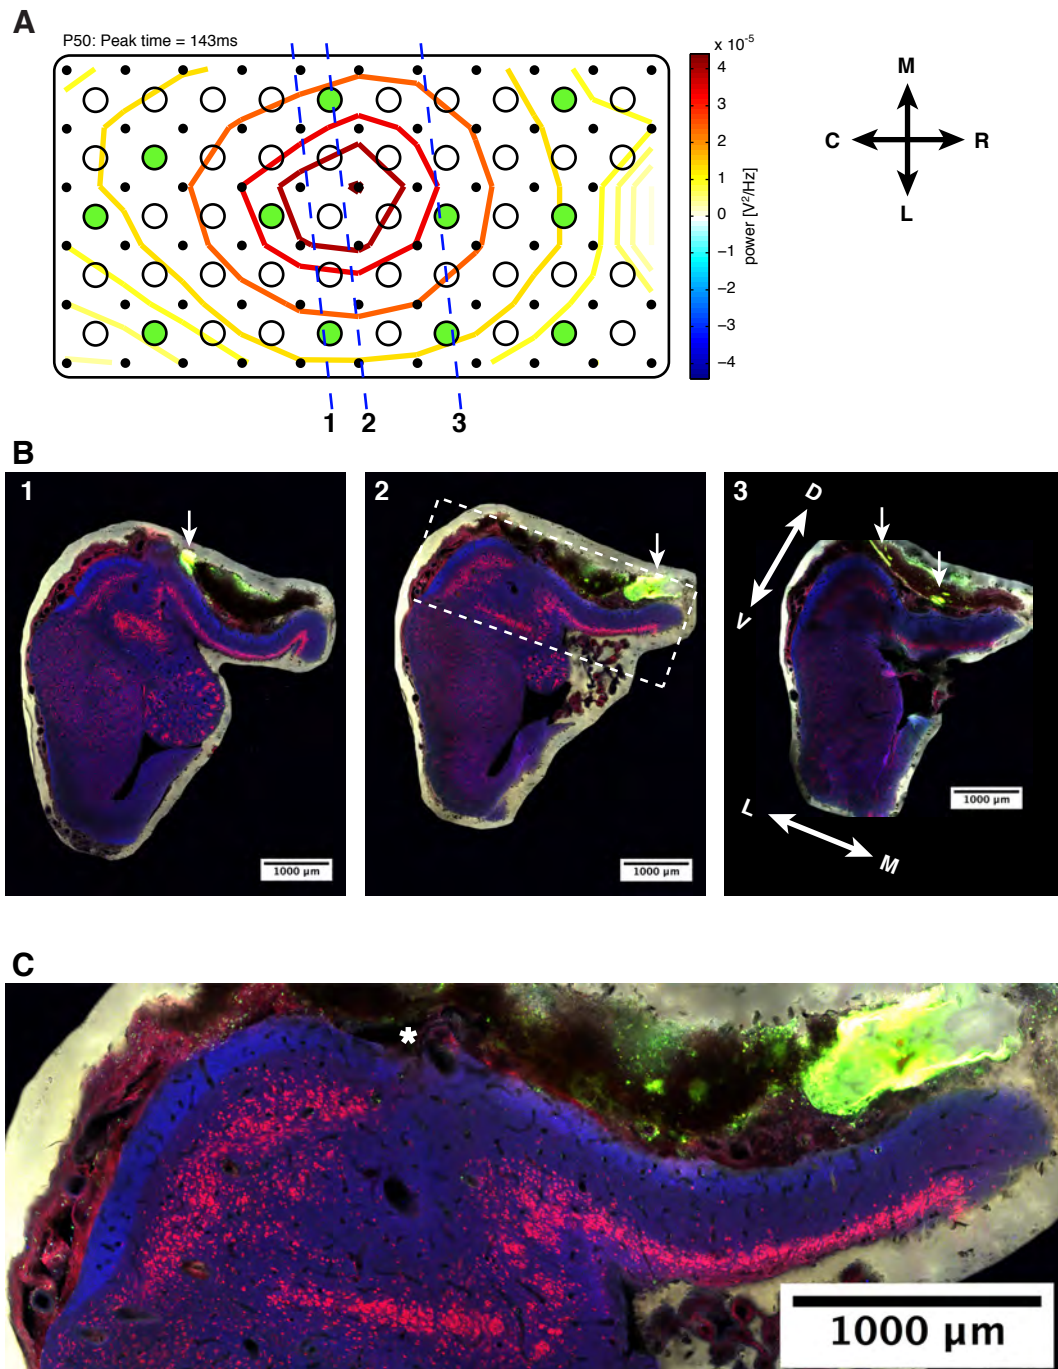 A
P50: Peak time = 143ms
x 10⁻⁵
4
3
2
1
0
−1
−2
−3
−4
power [V²/Hz]
M
C
R
L
1
2
3
B
1
1000 µm
2
1000 µm
3
D
V
L
M
1000 µm
C
*
1000 µm